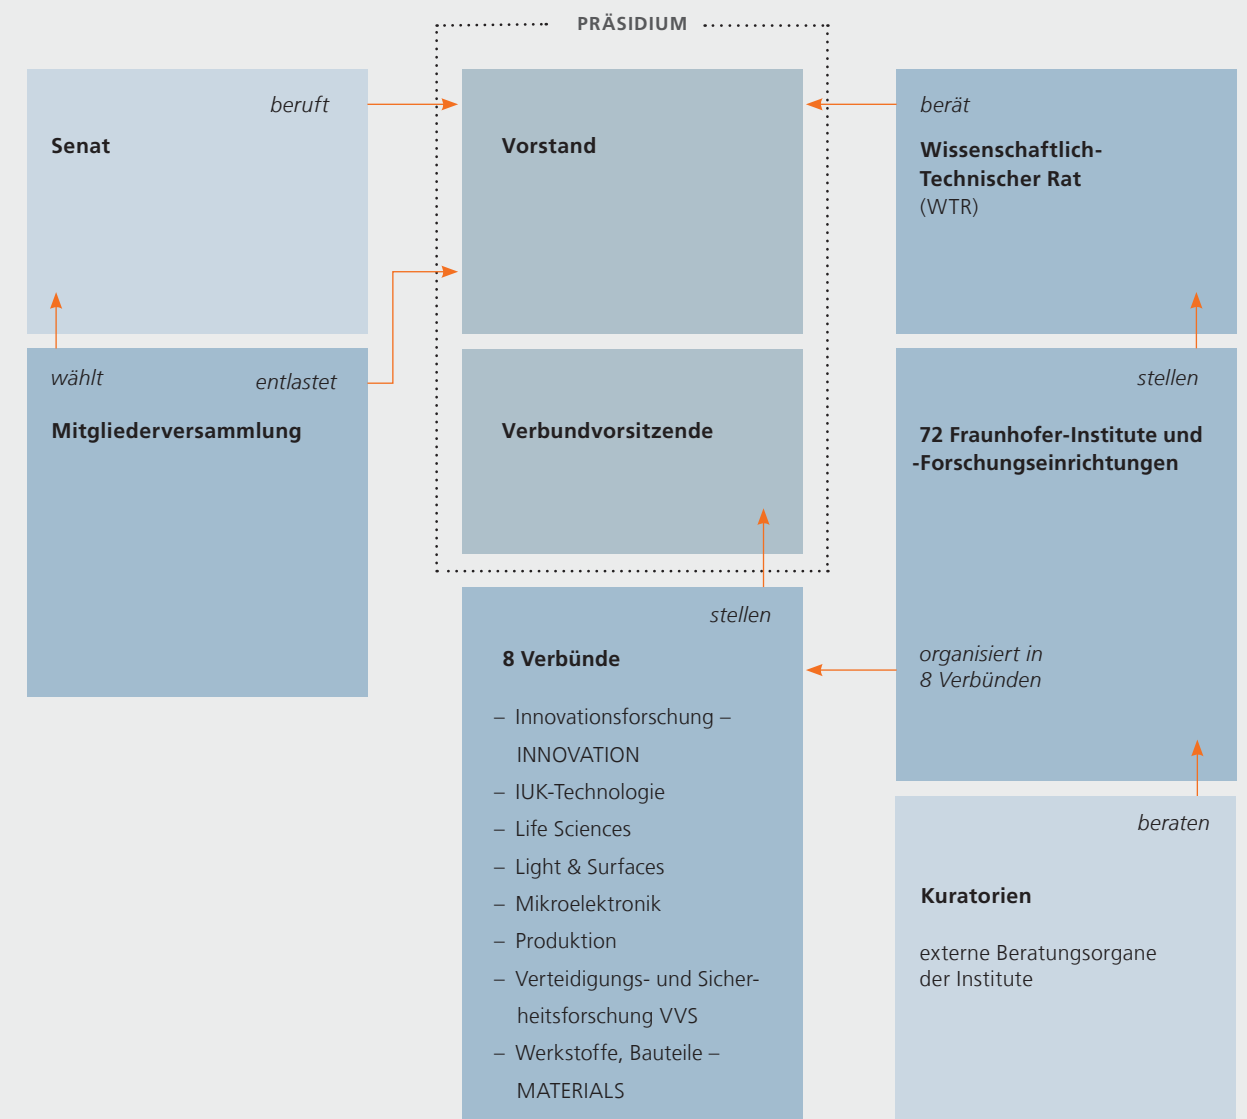 PRÄSIDIUM
beruft
Senat
Vorstand
berät
Wissenschaftlich-
Technischer Rat
(WTR)
wählt
entlastet
Mitgliederversammlung
Verbundvorsitzende
stellen
72 Fraunhofer-Institute und
-Forschungseinrichtungen
organisiert in
8 Verbünden
stellen
8 Verbünde
– Innovationsforschung –
INNOVATION
– IUK-Technologie
– Life Sciences
– Light & Surfaces
– Mikroelektronik
– Produktion
– Verteidigungs- und Sicher-
heitsforschung VVS
– Werkstoffe, Bauteile –
MATERIALS
beraten
Kuratorien
externe Beratungsorgane
der Institute